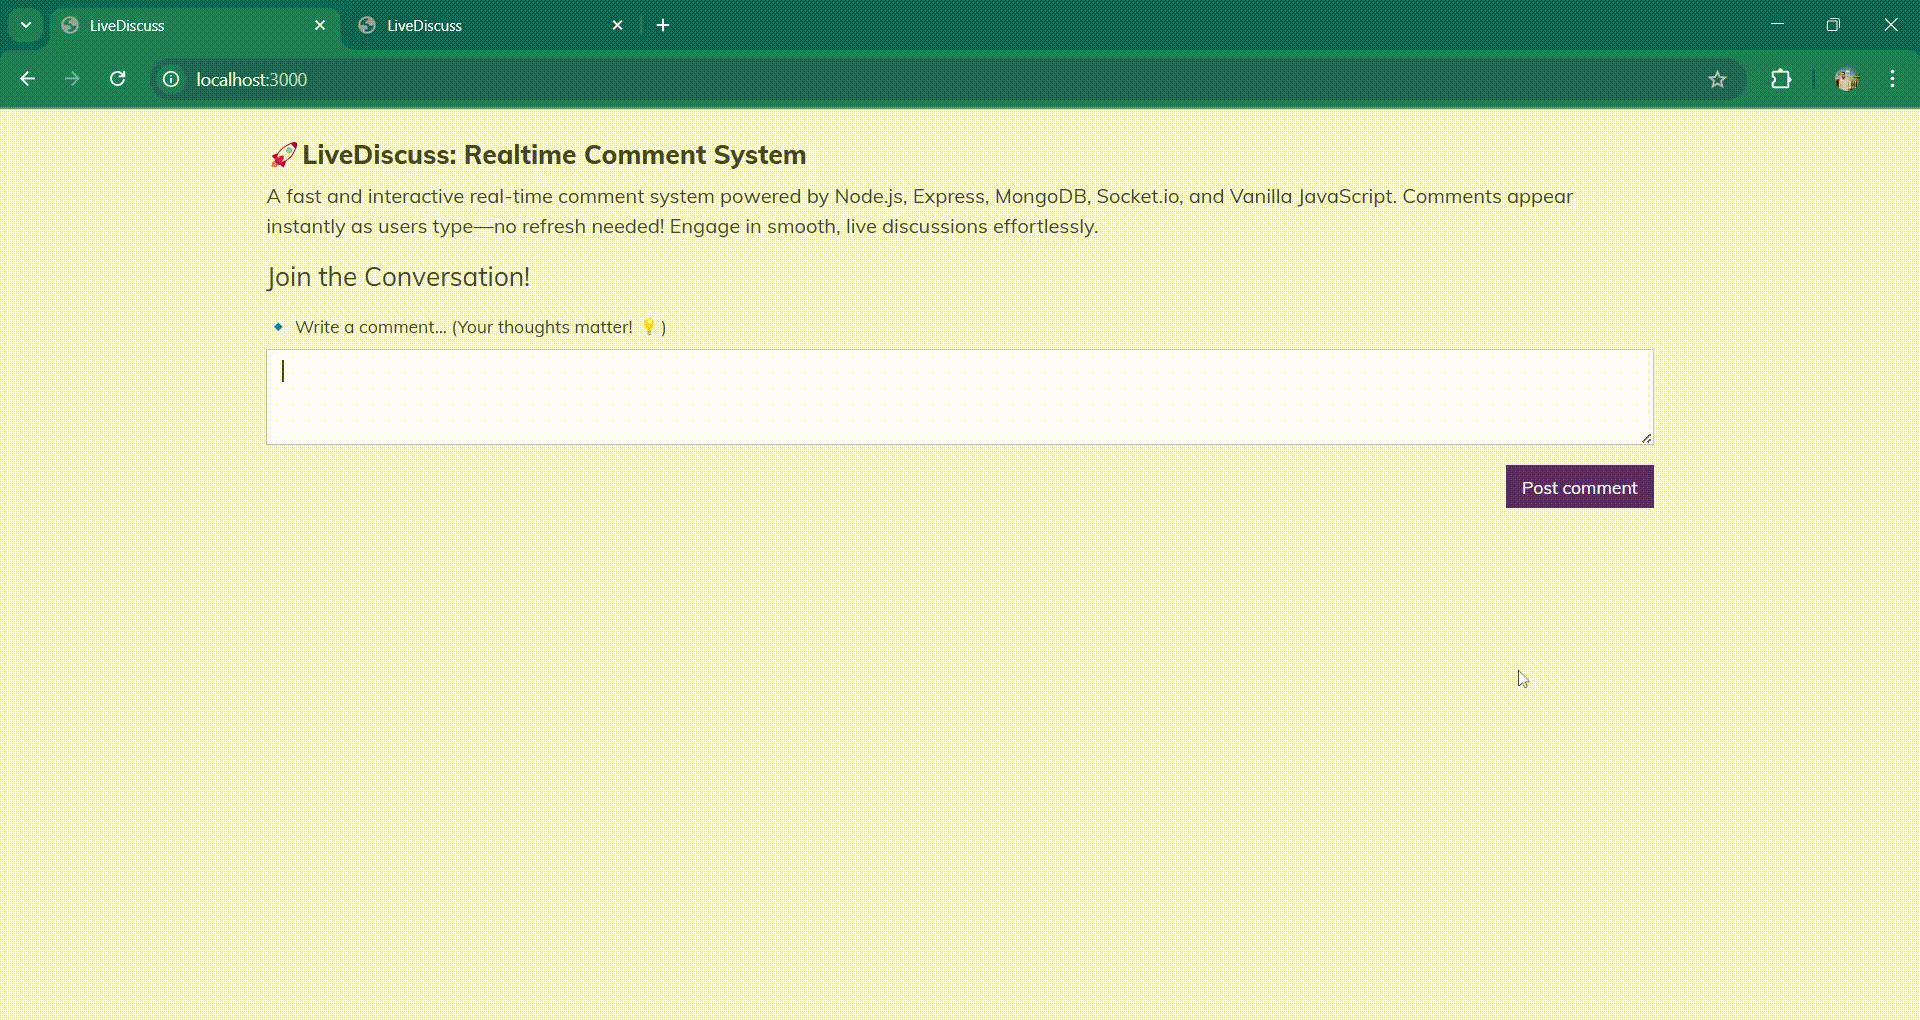 LiveDiscuss
LiveDiscuss
localhost:3000
🚀LiveDiscuss: Realtime Comment System
A fast and interactive real-time comment system powered by Node.js, Express, MongoDB, Socket.io, and Vanilla JavaScript. Comments appear
instantly as users type—no refresh needed! Engage in smooth, live discussions effortlessly.
Join the Conversation!
🔹 Write a comment... (Your thoughts matter! 💡)
Post comment